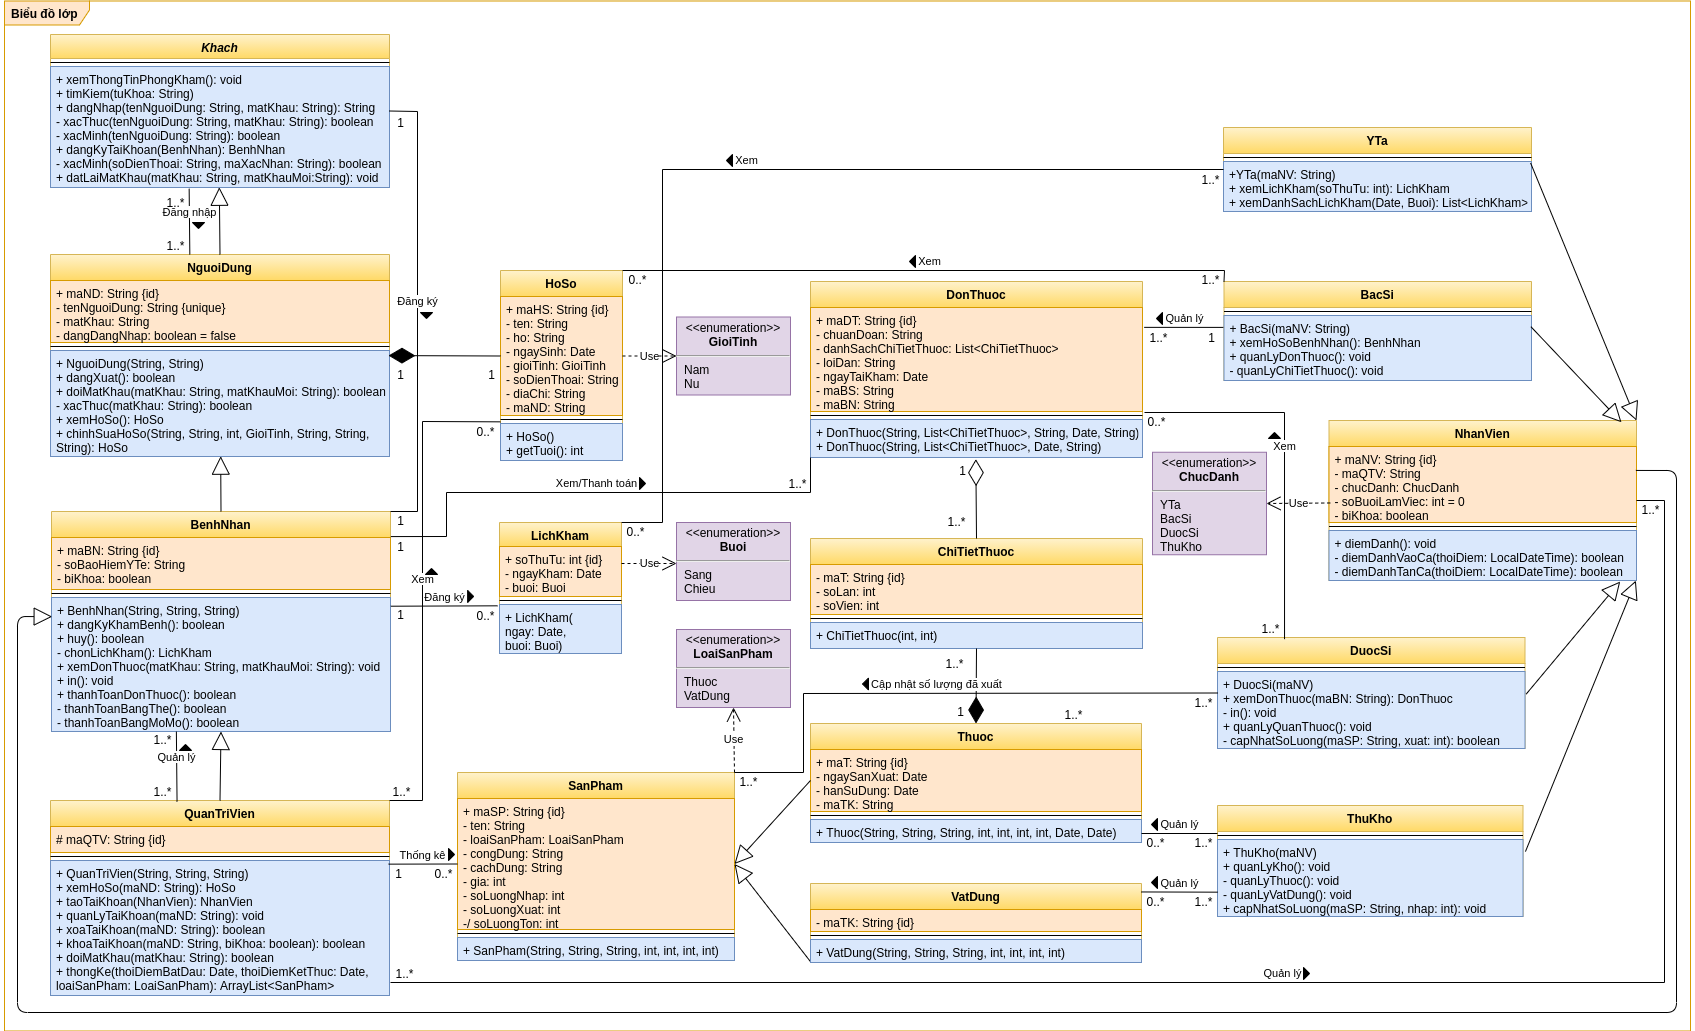 Biểu đồ lớp
Khach
+ xemThongTinPhongKham(): void
+ timKiem(tuKhoa: String)
+ dangNhap(tenNguoiDung: String, matKhau: String): String
- xacThuc(tenNguoiDung: String, matKhau: String): boolean
- xacMinh(tenNguoiDung: String): boolean
+ dangKyTaiKhoan(BenhNhan): BenhNhan
- xacMinh(soDienThoai: String, maXacNhan: String): boolean
+ datLaiMatKhau(matKhau: String, matKhauMoi:String): void
1
1..*
Đăng nhập
1..*
NguoiDung
+ maND: String {id}
- tenNguoiDung: String {unique}
- matKhau: String
- dangDangNhap: boolean = false
+ NguoiDung(String, String)
+ dangXuat(): boolean
+ doiMatKhau(matKhau: String, matKhauMoi: String): boolean
- xacThuc(matKhau: String): boolean
+ xemHoSo(): HoSo
+ chinhSuaHoSo(String, String, int, GioiTinh, String, String,
String): HoSo
Đăng ký
1
1
BenhNhan
+ maBN: String {id}
- soBaoHiemYTe: String
- biKhoa: boolean
+ BenhNhan(String, String, String)
+ dangKyKhamBenh(): boolean
+ huy(): boolean
- chonLichKham(): LichKham
+ xemDonThuoc(matKhau: String, matKhauMoi: String): void
+ in(): void
+ thanhToanDonThuoc(): boolean
- thanhToanBangThe(): boolean
- thanhToanBangMoMo(): boolean
1
1
Xem
Đăng ký
1
0..*
1..*
Quản lý
1..*
1..*
QuanTriVien
# maQTV: String {id}
+ QuanTriVien(String, String, String)
+ xemHoSo(maND: String): HoSo
+ taoTaiKhoan(NhanVien): NhanVien
+ quanLyTaiKhoan(maND: String): void
+ xoaTaiKhoan(maND: String): boolean
+ khoaTaiKhoan(maND: String, biKhoa: boolean): boolean
+ doiMatKhau(matKhau: String): boolean
+ thongKe(thoiDiemBatDau: Date, thoiDiemKetThuc: Date,
loaiSanPham: LoaiSanPham): ArrayList<SanPham>
Thống kê
1
0..*
1..*
Quản lý
HoSo
+ maHS: String {id}
- ten: String
- ho: String
- ngaySinh: Date
- gioiTinh: GioiTinh
- soDienThoai: String
- diaChi: String
- maND: String
+ HoSo()
+ getTuoi(): int
0..*
0..*
Use
Xem/Thanh toán
1..*
LichKham
+ soThuTu: int {id}
- ngayKham: Date
- buoi: Buoi
+ LichKham(
ngay: Date,
buoi: Buoi)
0..*
Use
<<enumeration>>
GioiTinh
Nam
Nu
<<enumeration>>
Buoi
Sang
Chieu
<<enumeration>>
LoaiSanPham
Thuoc
VatDung
Use
SanPham
+ maSP: String {id}
- ten: String
- loaiSanPham: LoaiSanPham
- congDung: String
- cachDung: String
- gia: int
- soLuongNhap: int
- soLuongXuat: int
-/ soLuongTon: int
+ SanPham(String, String, String, int, int, int, int)
1..*
Xem
1..*
Xem
1..*
DonThuoc
+ maDT: String {id}
- chuanDoan: String
- danhSachChiTietThuoc: List<ChiTietThuoc>
- loiDan: String
- ngayTaiKham: Date
- maBS: String
- maBN: String
+ DonThuoc(String, List<ChiTietThuoc>, String, Date, String)
+ DonThuoc(String, List<ChiTietThuoc>, Date, String)
Quản lý
1..*
1
0..*
1
1..*
ChiTietThuoc
- maT: String {id}
- soLan: int
- soVien: int
+ ChiTietThuoc(int, int)
1..*
Cập nhật số lượng đã xuất
1..*
1
1..*
Thuoc
+ maT: String {id}
- ngaySanXuat: Date
- hanSuDung: Date
- maTK: String
+ Thuoc(String, String, String, int, int, int, int, Date, Date)
Quản lý
0..*
1..*
VatDung
- maTK: String {id}
+ VatDung(String, String, String, int, int, int, int)
Quản lý
0..*
1..*
YTa
+YTa(maNV: String)
+ xemLichKham(soThuTu: int): LichKham
+ xemDanhSachLichKham(Date, Buoi): List<LichKham>
BacSi
+ BacSi(maNV: String)
+ xemHoSoBenhNhan(): BenhNhan
+ quanLyDonThuoc(): void
- quanLyChiTietThuoc(): void
Xem
<<enumeration>>
ChucDanh
YTa
BacSi
DuocSi
ThuKho
Use
NhanVien
+ maNV: String {id}
- maQTV: String
- chucDanh: ChucDanh
- soBuoiLamViec: int = 0
- biKhoa: boolean
+ diemDanh(): void
- diemDanhVaoCa(thoiDiem: LocalDateTime): boolean
- diemDanhTanCa(thoiDiem: LocalDateTime): boolean
1..*
1..*
DuocSi
+ DuocSi(maNV)
+ xemDonThuoc(maBN: String): DonThuoc
- in(): void
+ quanLyQuanThuoc(): void
- capNhatSoLuong(maSP: String, xuat: int): boolean
ThuKho
+ ThuKho(maNV)
+ quanLyKho(): void
- quanLyThuoc(): void
- quanLyVatDung(): void
+ capNhatSoLuong(maSP: String, nhap: int): void